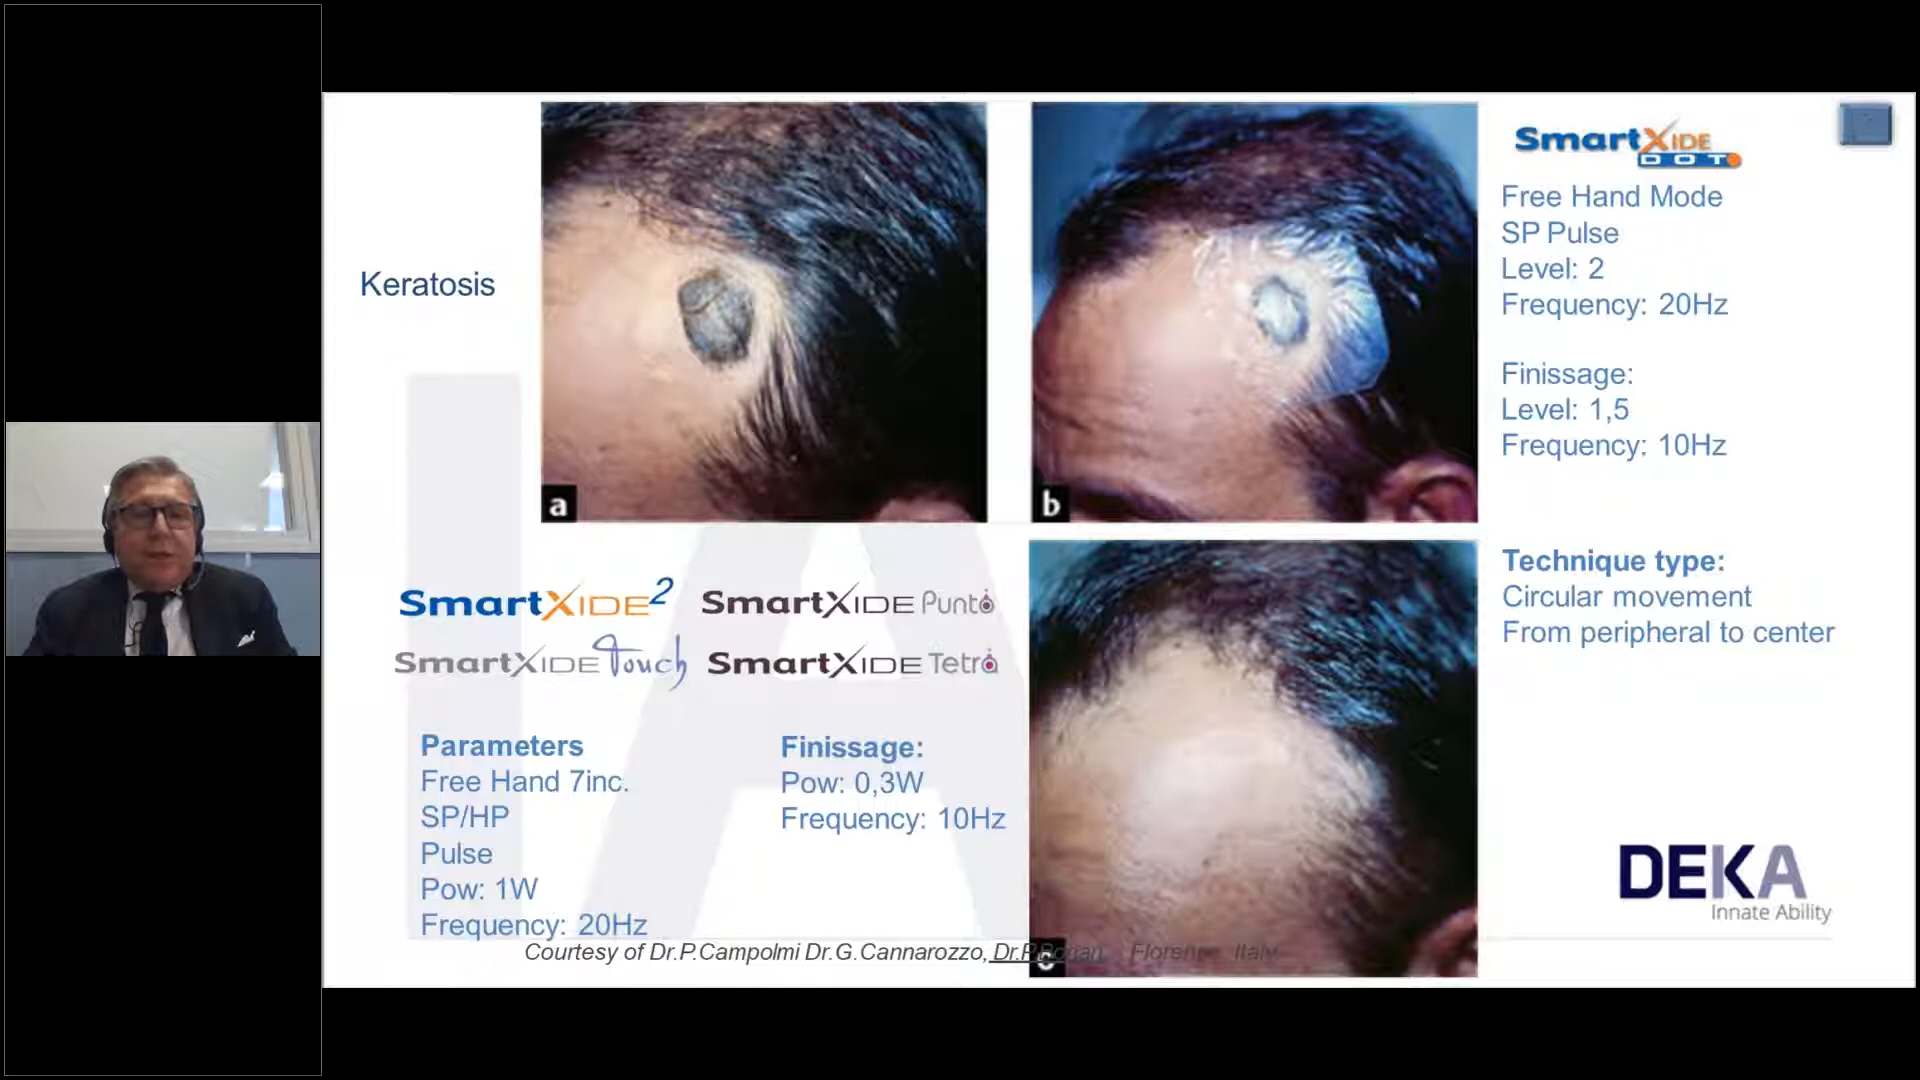 Keratosis
a
b
SmartXIDE
DOT
Free Hand Mode
SP Pulse
Level: 2
Frequency: 20Hz
Finissage:
Level: 1,5
Frequency: 10Hz
Technique type:
Circular movement
From peripheral to center
SmartXIDE2
SmartXIDE Punto
SmartXIDE Touch
SmartXIDE Tetra
Parameters
Free Hand 7inc.
SP/HP
Pulse
Pow: 1W
Frequency: 20Hz
Finissage:
Pow: 0,3W
Frequency: 10Hz
DEKA
Innate Ability
Courtesy of Dr.P.Campolmi Dr.G.Cannarozzo, Florence Italy